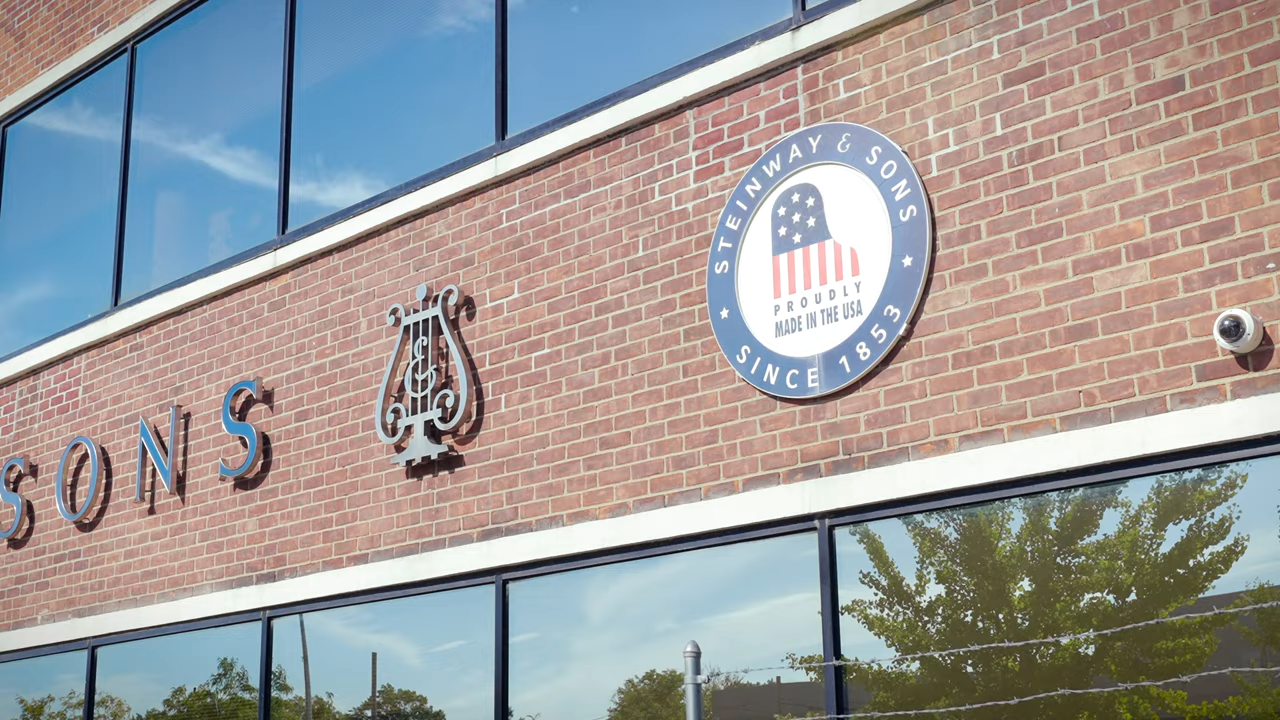 SONS
STEINWAY & SONS
PROUDLY
MADE IN THE USA
SINCE 1853